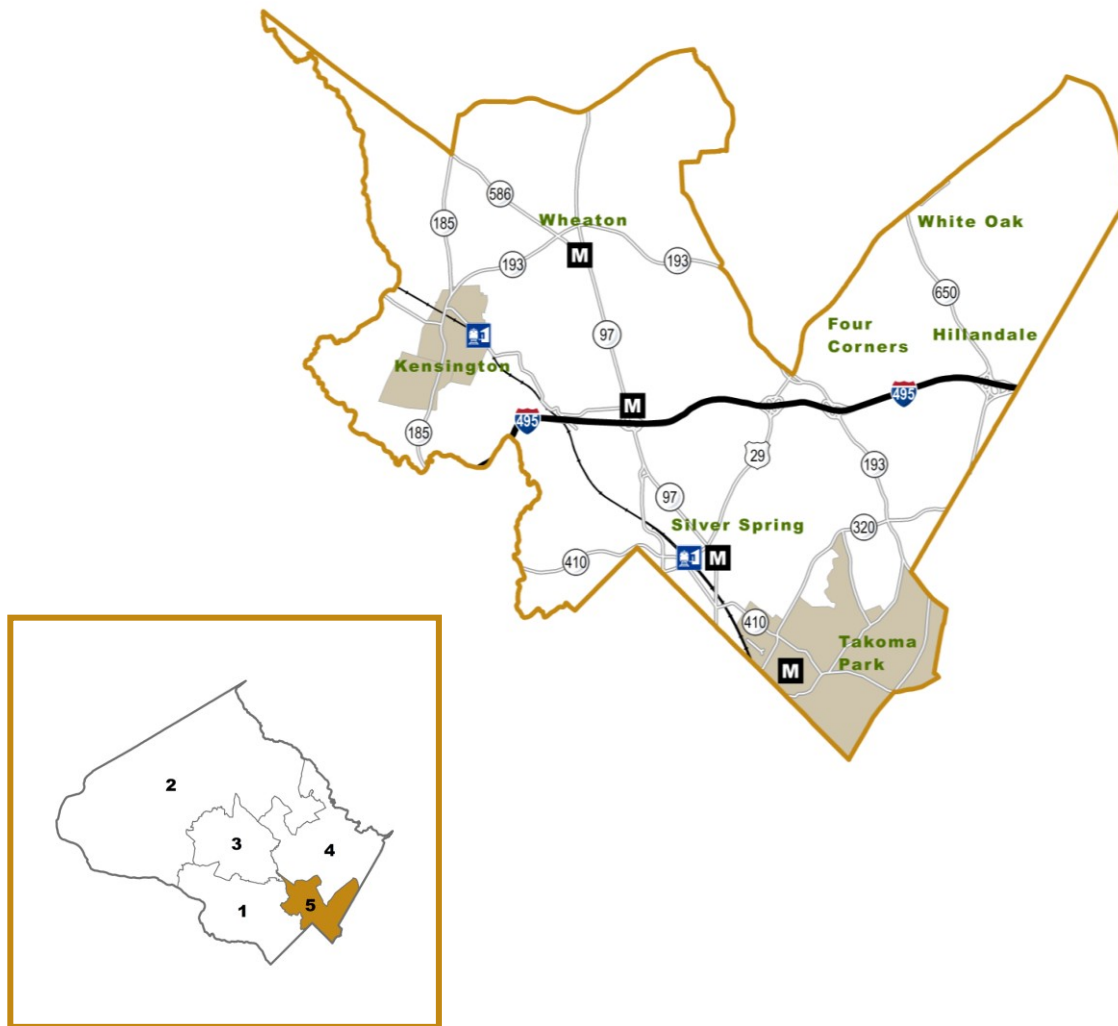 586
185
Wheaton
193
193
M
White Oak
650
97
Four
Corners
Hillandale
Kensington
495
M
495
185
29
193
97
Silver Spring
320
410
M
410
Takoma
Park
M
2
3
4
5
1